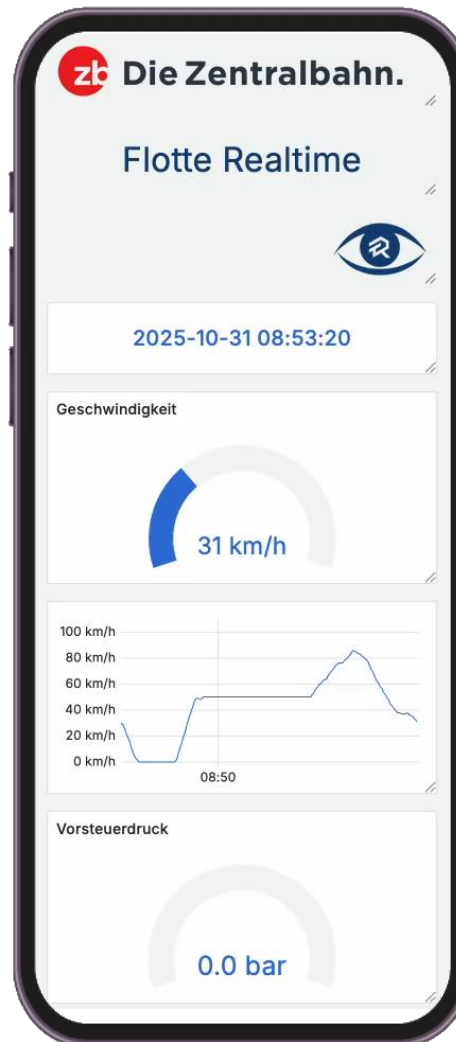 zb Die Zentralbahn.
Flotte Realtime
2025-10-31 08:53:20
Geschwindigkeit
31 km/h
100 km/h
80 km/h
60 km/h
40 km/h
20 km/h
0 km/h
08:50
Vorsteuerdruck
0.0 bar